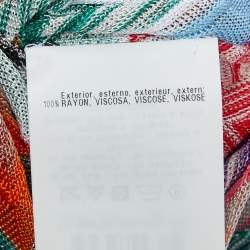 Exterior, esterno, exterieur, extern:
100% RAYON, VISCOSA, VISCOSE, VISKOSE